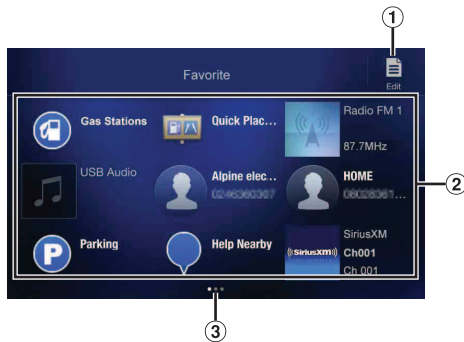 1
Favorite
Edit
Gas Stations
Quick Plac...
Radio FM 1
87.7MHz
USB Audio
Alpine elec...
HOME
2
Parking
Help Nearby
SiriusXM
((SiriusXM))
Ch001
Ch 001
3